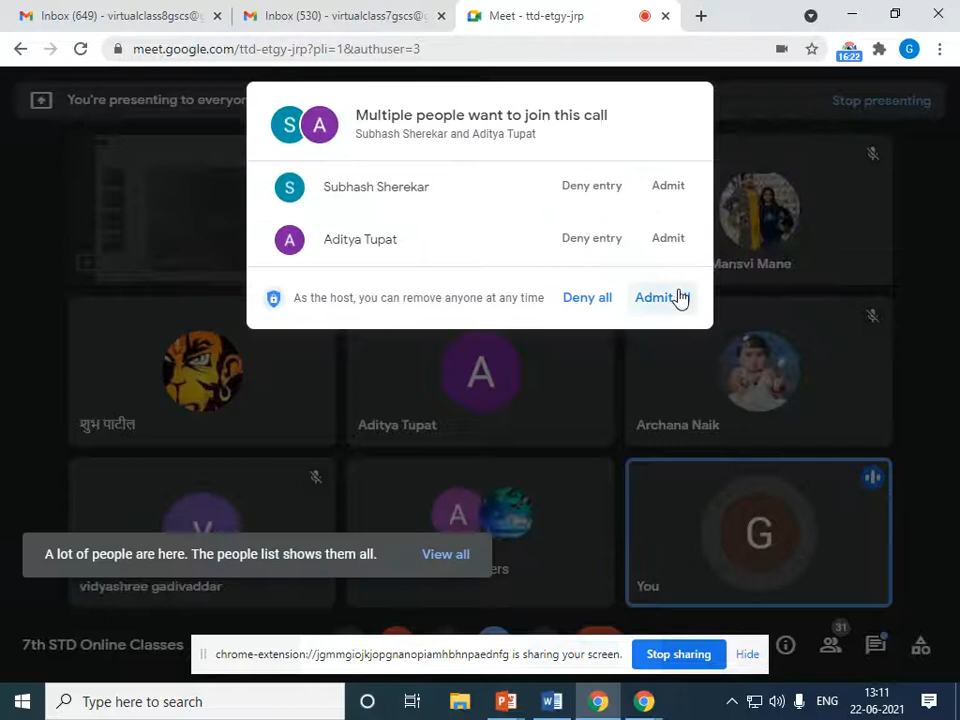 Inbox (649) - virtualclass8gscs@
Inbox (530) - virtualclass7gscs@
Meet - ttd-etgy-jrp
meet.google.com/ttd-etgy-jrp?pli=1&authuser=3
16:22
G
You're presenting to everyone
Stop presenting
S A
Multiple people want to join this call
Subhash Sherekar and Aditya Tupat
S Subhash Sherekar Deny entry Admit
A Aditya Tupat Deny entry Admit
As the host, you can remove anyone at any time Deny all Admit all
Mansvi Mane
A
शुभ पाटील
Aditya Tupat
Archana Naik
A
G
A lot of people are here. The people list shows them all. View all
vidyashree gadivaddar
You
7th STD Online Classes
31
chrome-extension://jgmmgiojkjopgnanopiamhbhnpaednfg is sharing your screen. Stop sharing Hide
Type here to search
ENG
13:11
22-06-2021